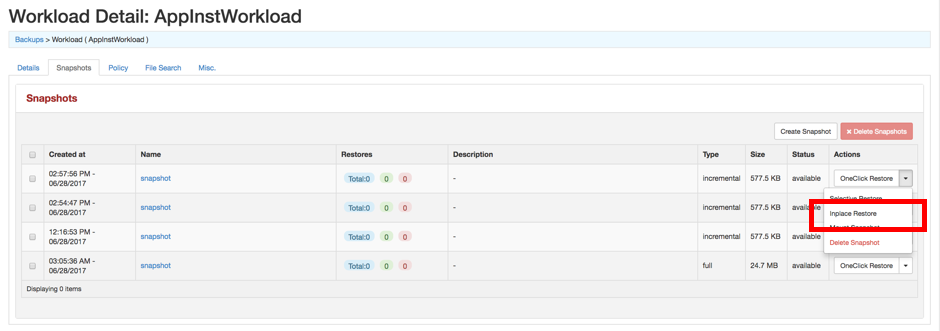 Workload Detail: AppInstWorkload
Backups > Workload ( AppInstWorkload )
Details Snapshots Policy File Search Misc.
Snapshots
Create Snapshot ✖ Delete Snapshots
Created at Name Restores Description Type Size Status Actions
02:57:56 PM - 06/28/2017 snapshot Total:0 0 0 - incremental 577.5 KB available OneClick Restore
Selective Restore
02:54:47 PM - 06/28/2017 snapshot Total:0 0 0 - incremental 577.5 KB available
Inplace Restore
Mount Snapshot
12:16:53 PM - 06/28/2017 snapshot Total:0 0 0 - incremental 577.5 KB available
Delete Snapshot
03:05:36 AM - 06/28/2017 snapshot Total:0 0 0 - full 24.7 MB available OneClick Restore
Displaying 0 items